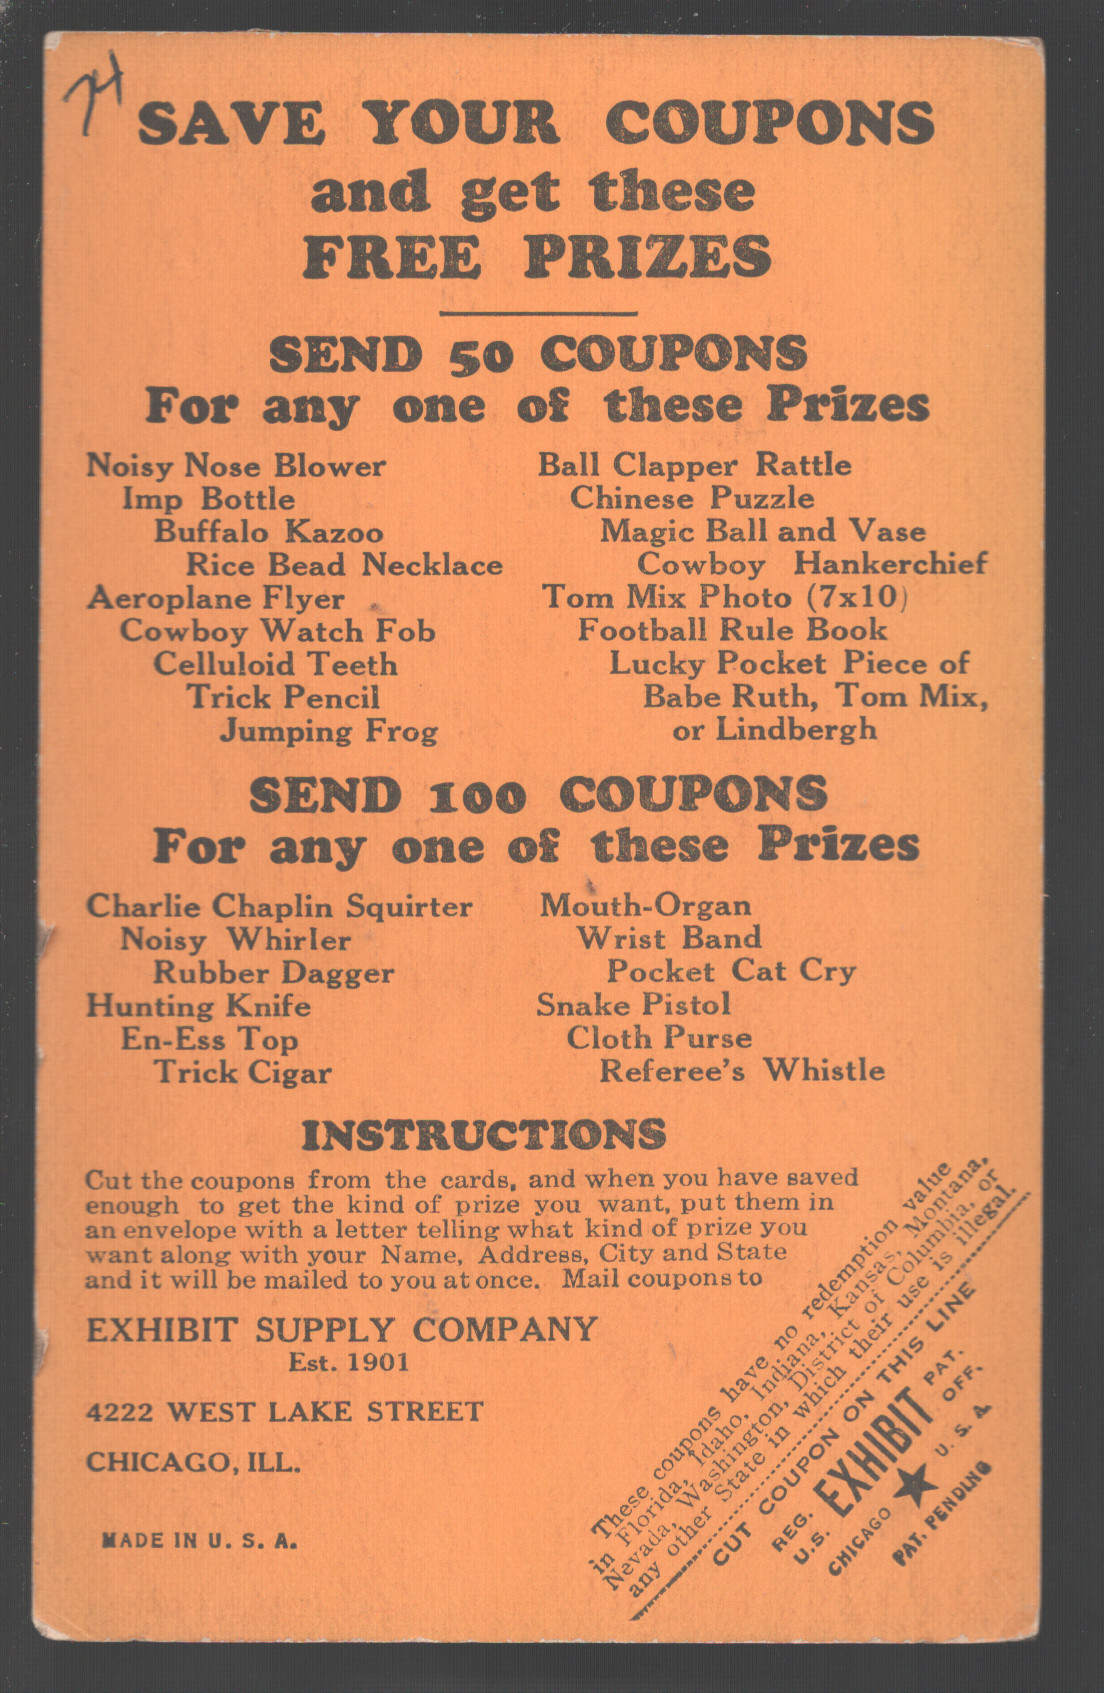 74
SAVE YOUR COUPONS
and get these
FREE PRIZES
SEND 50 COUPONS
For any one of these Prizes
Noisy Nose Blower
Imp Bottle
Buffalo Kazoo
Rice Bead Necklace
Aeroplane Flyer
Cowboy Watch Fob
Celluloid Teeth
Trick Pencil
Jumping Frog
Ball Clapper Rattle
Chinese Puzzle
Magic Ball and Vase
Cowboy Hankerchief
Tom Mix Photo (7x10)
Football Rule Book
Lucky Pocket Piece of
Babe Ruth, Tom Mix,
or Lindbergh
SEND 100 COUPONS
For any one of these Prizes
Charlie Chaplin Squirter
Noisy Whirler
Rubber Dagger
Hunting Knife
En-Ess Top
Trick Cigar
Mouth-Organ
Wrist Band
Pocket Cat Cry
Snake Pistol
Cloth Purse
Referee's Whistle
INSTRUCTIONS
Cut the coupons from the cards, and when you have saved
enough to get the kind of prize you want, put them in
an envelope with a letter telling what kind of prize you
want along with your Name, Address, City and State
and it will be mailed to you at once. Mail coupons to
EXHIBIT SUPPLY COMPANY
Est. 1901
4222 WEST LAKE STREET
CHICAGO, ILL.
MADE IN U. S. A.
These coupons have no redemption value
in Florida, Idaho, Indiana, Kansas, Montana,
Nevada, Washington, District of Columbia, or
any other State in which their use is illegal.
CUT COUPON ON THIS LINE
REG. EXHIBIT PAT.
U.S. OFF.
CHICAGO ★ U. S. A.
PAT. PENDING